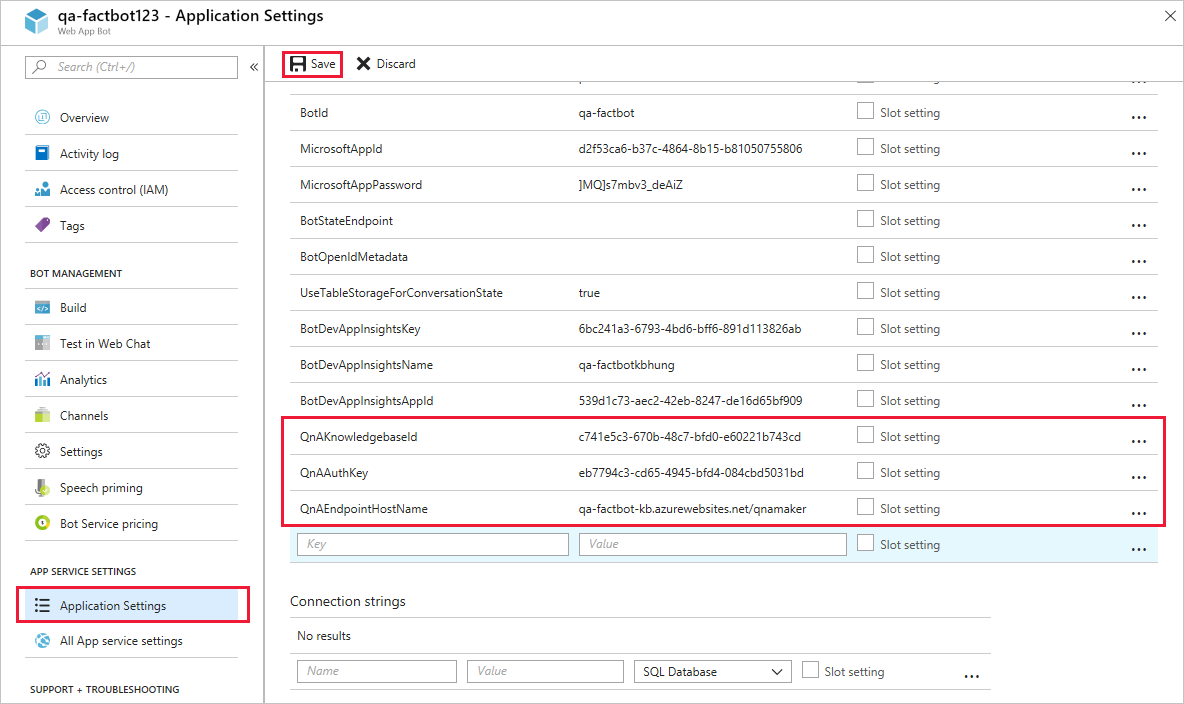 qa-factbot123 - Application Settings
Web App Bot
Search (Ctrl+/)
«
Save
Discard
Overview
Activity log
Access control (IAM)
Tags
BOT MANAGEMENT
Build
Test in Web Chat
Analytics
Channels
Settings
Speech priming
Bot Service pricing
APP SERVICE SETTINGS
Application Settings
All App service settings
SUPPORT + TROUBLESHOOTING
BotId qa-factbot Slot setting ...
MicrosoftAppId d2f53ca6-b37c-4864-8b15-b81050755806 Slot setting ...
MicrosoftAppPassword ]MQ]s7mbv3_deAiZ Slot setting ...
BotStateEndpoint Slot setting ...
BotOpenIdMetadata Slot setting ...
UseTableStorageForConversationState true Slot setting ...
BotDevAppInsightsKey 6bc241a3-6793-4bd6-bff6-891d113826ab Slot setting ...
BotDevAppInsightsName qa-factbotkbhung Slot setting ...
BotDevAppInsightsAppId 539d1c73-aec2-42eb-8247-de16d65bf909 Slot setting ...
QnAKnowledgebaseId c741e5c3-670b-48c7-bfd0-e60221b743cd Slot setting ...
QnAAuthKey eb7794c3-cd65-4945-bfd4-084cbd5031bd Slot setting ...
QnAEndpointHostName qa-factbot-kb.azurewebsites.net/qnamaker Slot setting ...
Key Value Slot setting ...
Connection strings
No results
Name Value SQL Database Slot setting ...